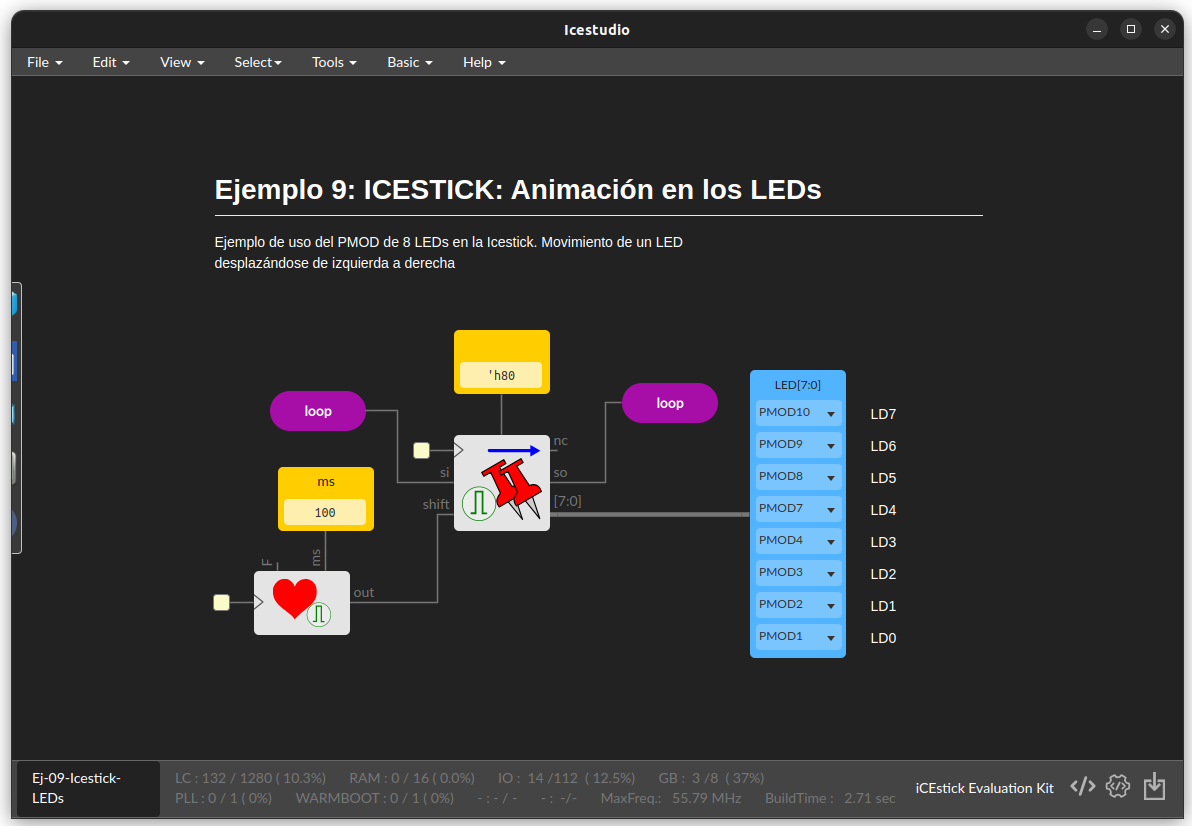 Icestudio
File Edit View Select Tools Basic Help
Ejemplo 9: ICESTICK: Animación en los LEDs
Ejemplo de uso del PMOD de 8 LEDs en la Icestick. Movimiento de un LED
desplazándose de izquierda a derecha
'h80
loop
loop
nc
si
so
shift
[7:0]
ms
100
F
ms
out
LED[7:0]
PMOD10 LD7
PMOD9 LD6
PMOD8 LD5
PMOD7 LD4
PMOD4 LD3
PMOD3 LD2
PMOD2 LD1
PMOD1 LD0
Ej-09-Icestick-
LEDs
LC : 132 / 1280 ( 10.3%) RAM : 0 / 16 ( 0.0%) IO : 14 /112 ( 12.5%) GB : 3 /8 ( 37%)
PLL : 0 / 1 ( 0%) WARMBOOT : 0 / 1 ( 0%) - : - / - - : -/- MaxFreq.: 55.79 MHz BuildTime : 2.71 sec
iCEstick Evaluation Kit